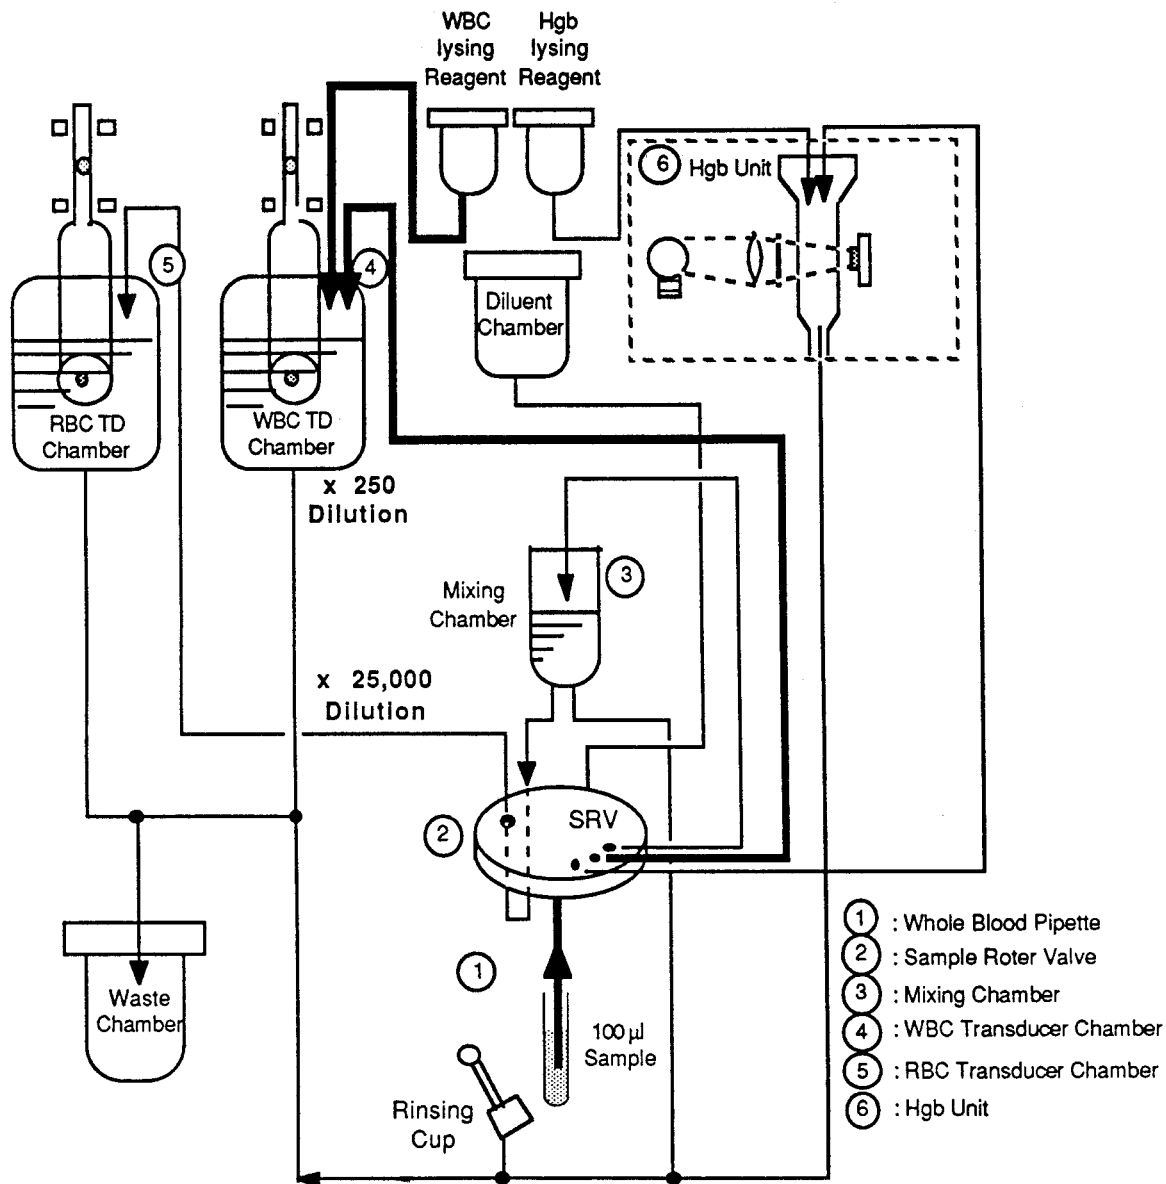 WBC
lysing
Reagent
Hgb
lysing
Reagent
6
Hgb Unit
5
4
Diluent
Chamber
RBC TD
Chamber
WBC TD
Chamber
x 250
Dilution
3
Mixing
Chamber
x 25,000
Dilution
SRV
2
1
100 µl
Sample
Waste
Chamber
Rinsing
Cup
1 : Whole Blood Pipette
2 : Sample Roter Valve
3 : Mixing Chamber
4 : WBC Transducer Chamber
5 : RBC Transducer Chamber
6 : Hgb Unit